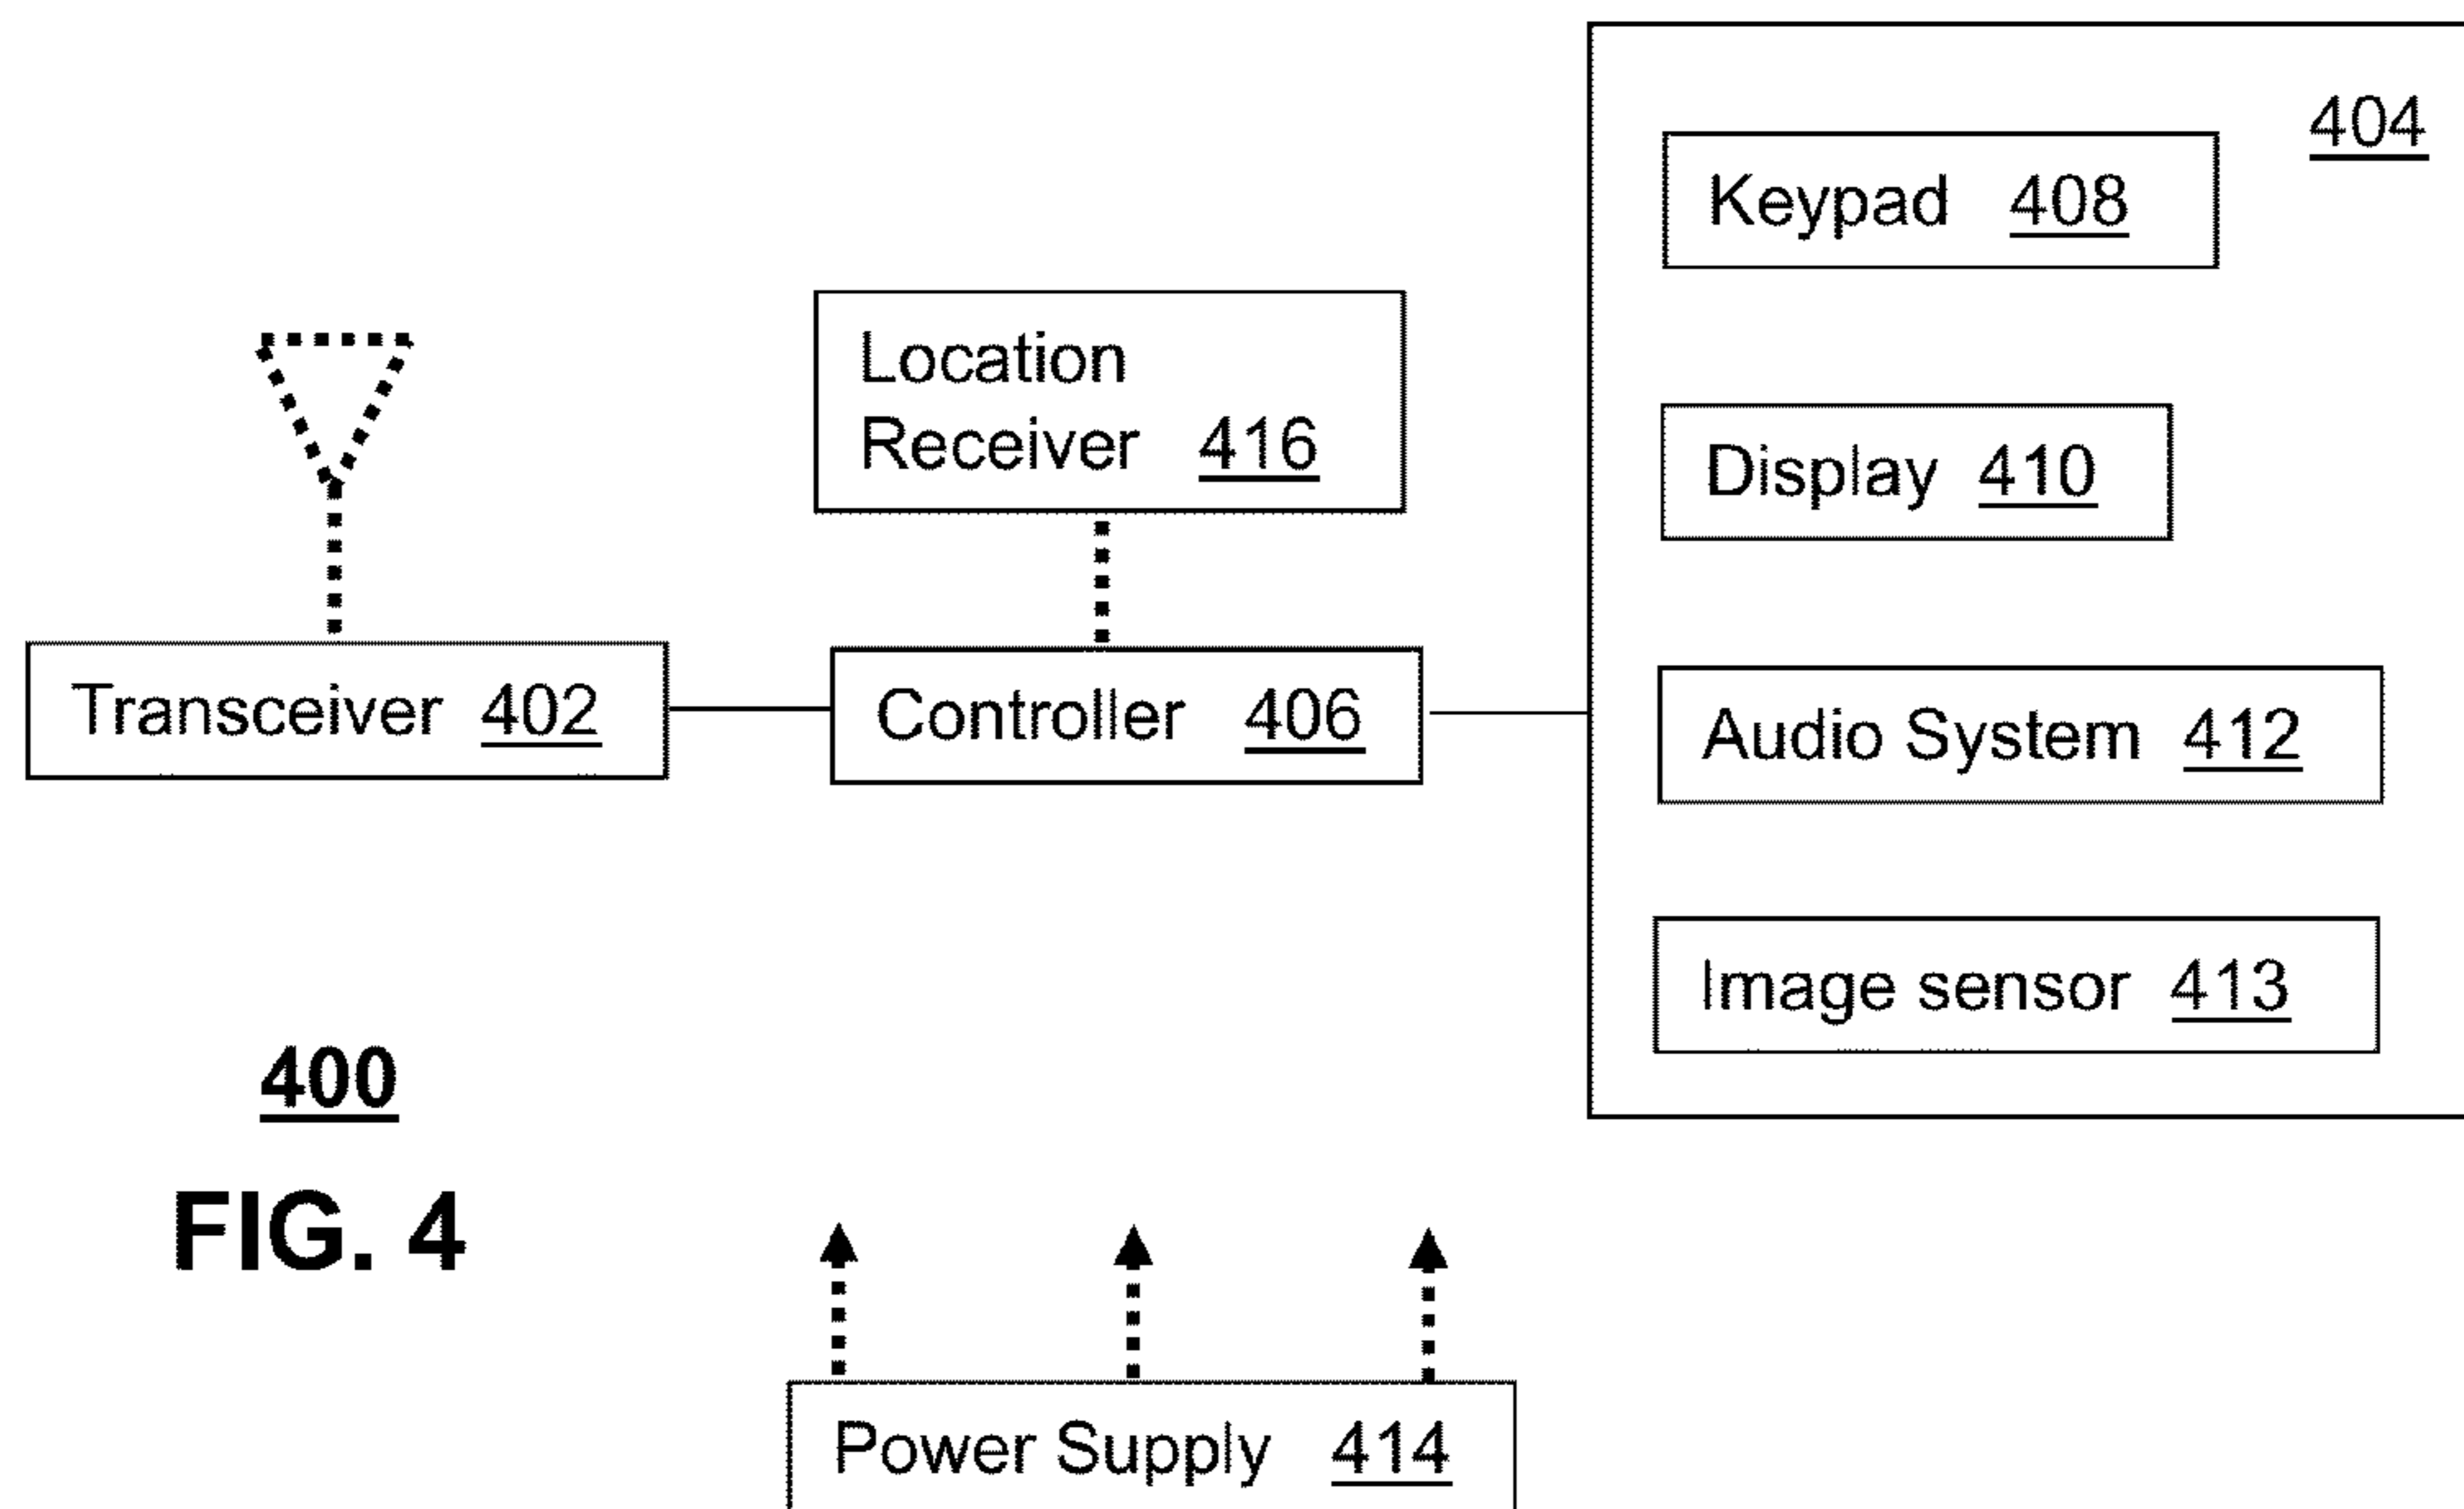 404
Keypad 408
Location
Receiver 416
Display 410
Transceiver 402
Controller 406
Audio System 412
Image sensor 413
400
FIG. 4
Power Supply 414